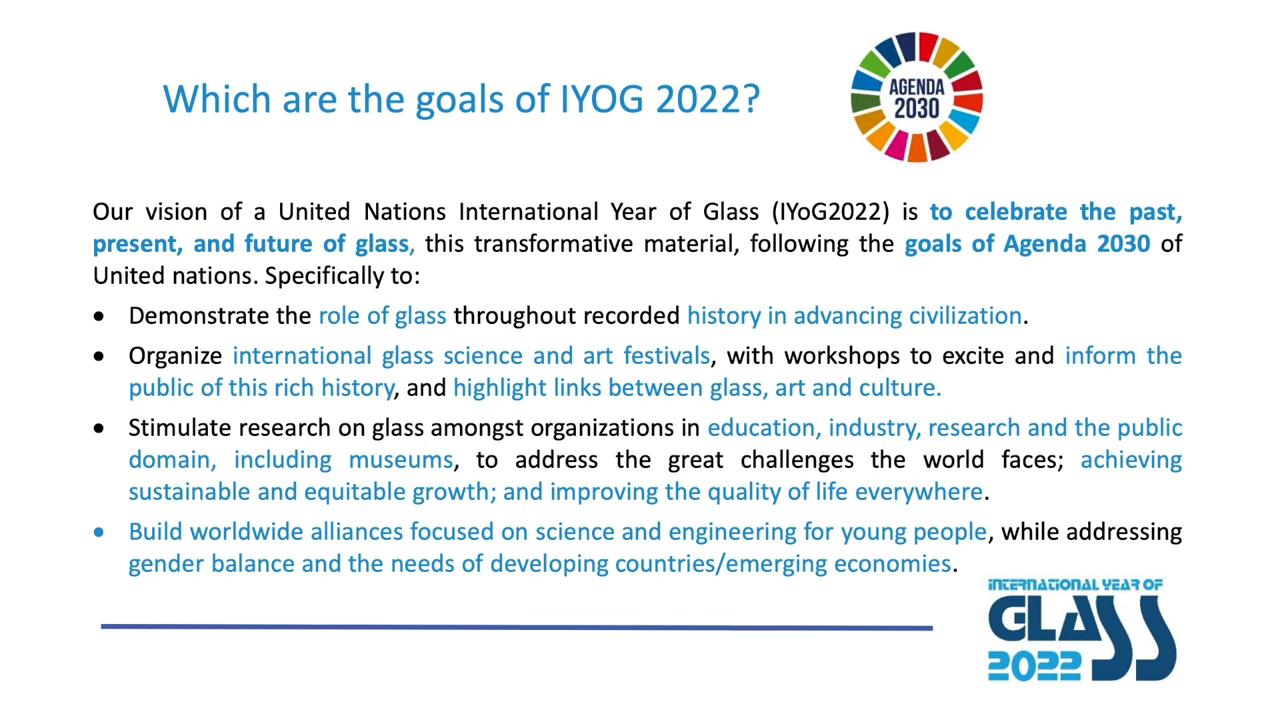 Which are the goals of IYOG 2022?
AGENDA
2030
Our vision of a United Nations International Year of Glass (IYoG2022) is to celebrate the past,
present, and future of glass, this transformative material, following the goals of Agenda 2030 of
United nations. Specifically to:
• Demonstrate the role of glass throughout recorded history in advancing civilization.
• Organize international glass science and art festivals, with workshops to excite and inform the
public of this rich history, and highlight links between glass, art and culture.
• Stimulate research on glass amongst organizations in education, industry, research and the public
domain, including museums, to address the great challenges the world faces; achieving
sustainable and equitable growth; and improving the quality of life everywhere.
• Build worldwide alliances focused on science and engineering for young people, while addressing
gender balance and the needs of developing countries/emerging economies.
INTERNATIONAL YEAR OF
GLASS
2022